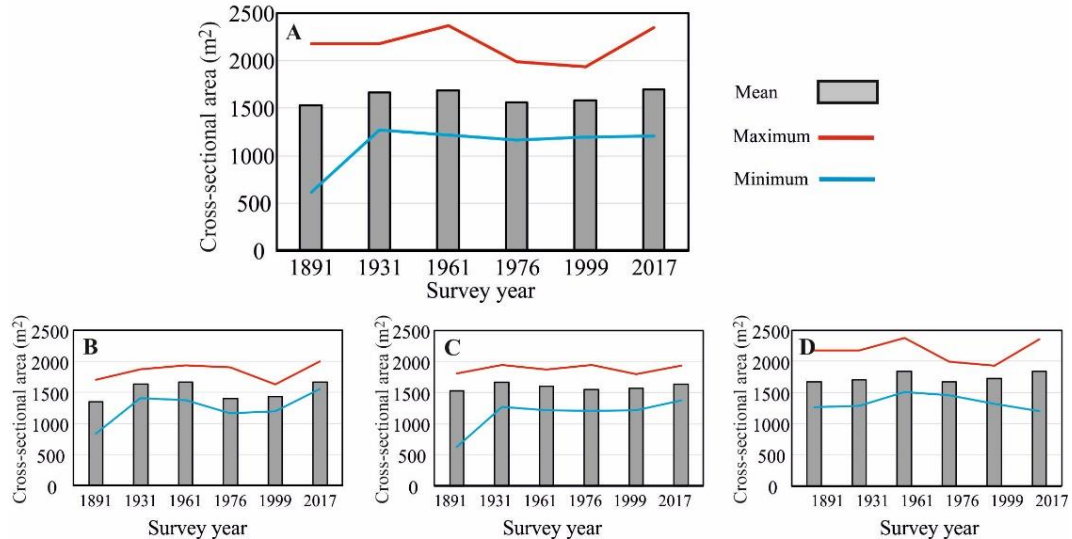 A
Cross-sectional area (m²)
2500
2000
1500
1000
500
0
1891 1931 1961 1976 1999 2017
Survey year
Mean
Maximum
Minimum
B
Cross-sectional area (m²)
2500
2000
1500
1000
500
0
1891 1931 1961 1976 1999 2017
Survey year
C
Cross-sectional area (m²)
2500
2000
1500
1000
500
0
1891 1931 1961 1976 1999 2017
Survey year
D
Cross-sectional area (m²)
2500
2000
1500
1000
500
0
1891 1931 1961 1976 1999 2017
Survey year